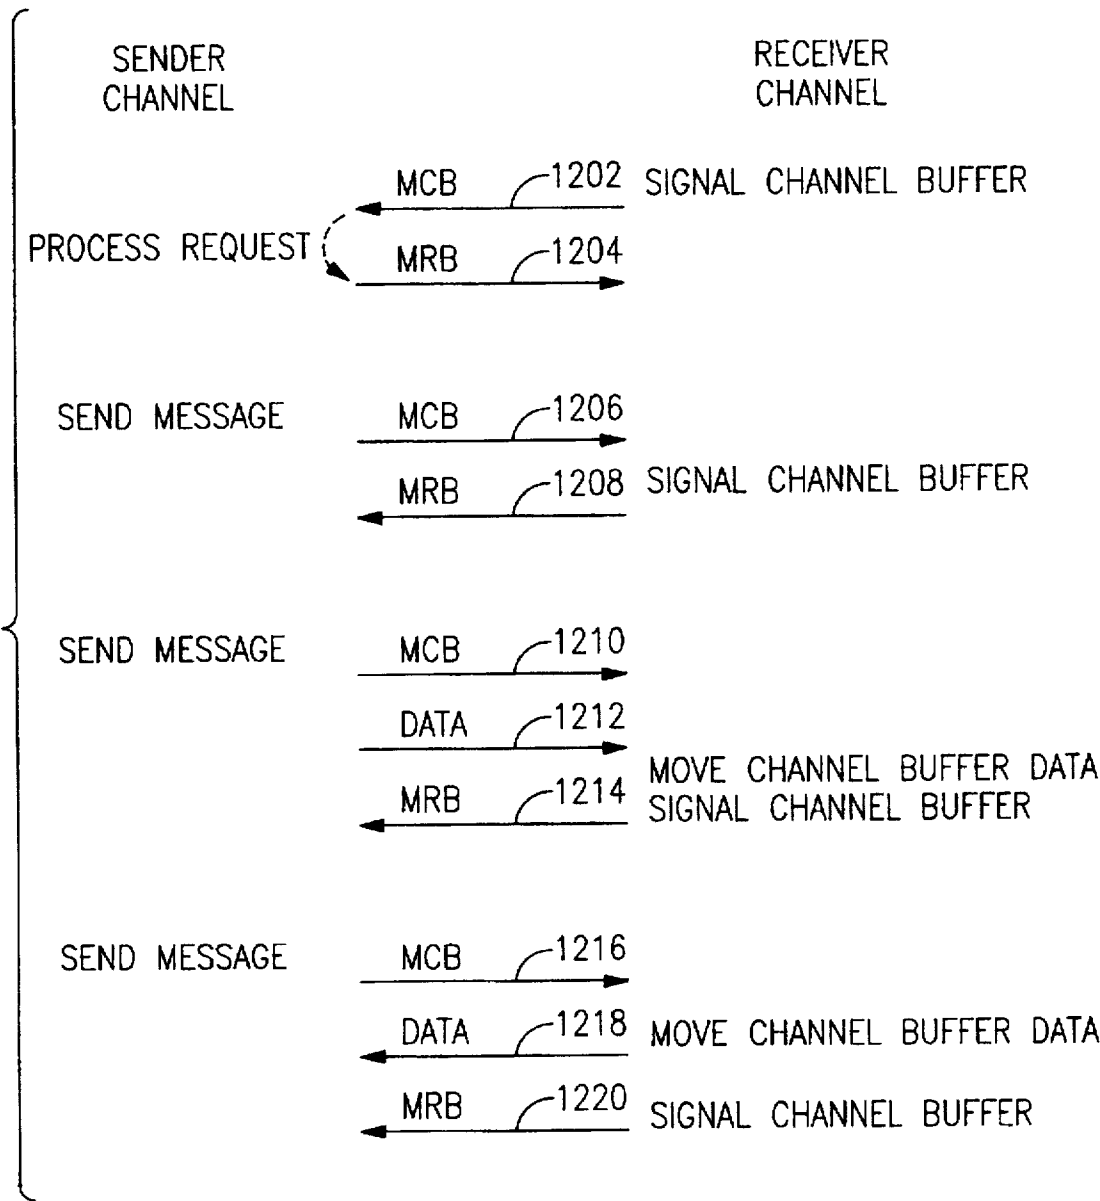 SENDER
CHANNEL
RECEIVER
CHANNEL
MCB 1202 SIGNAL CHANNEL BUFFER
PROCESS REQUEST MRB 1204
SEND MESSAGE MCB 1206
MRB 1208 SIGNAL CHANNEL BUFFER
SEND MESSAGE MCB 1210
DATA 1212
MOVE CHANNEL BUFFER DATA
MRB 1214 SIGNAL CHANNEL BUFFER
SEND MESSAGE MCB 1216
DATA 1218 MOVE CHANNEL BUFFER DATA
MRB 1220 SIGNAL CHANNEL BUFFER